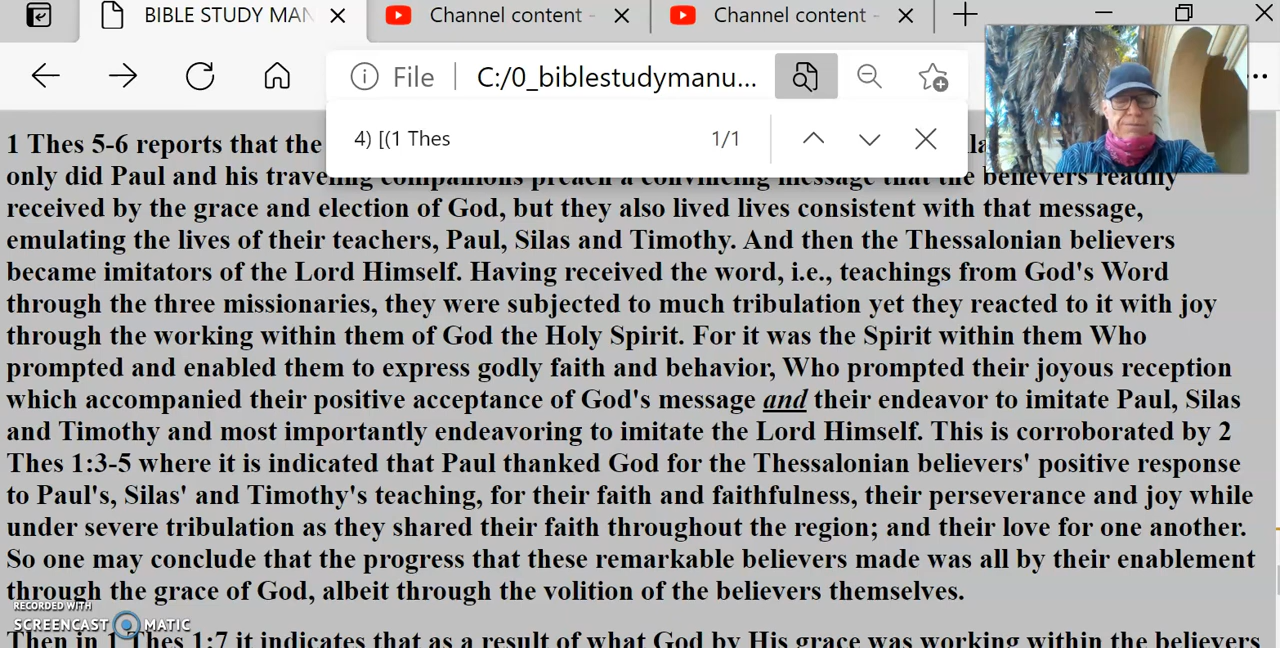 BIBLE STUDY MAN
Channel content -
Channel content -
File
C:/0_biblestudymanu...
4) [(1 Thes
1/1
1 Thes 5-6 reports that the
only did Paul and his traveling companions preach a convincing message that the believers readily
received by the grace and election of God, but they also lived lives consistent with that message,
emulating the lives of their teachers, Paul, Silas and Timothy. And then the Thessalonian believers
became imitators of the Lord Himself. Having received the word, i.e., teachings from God's Word
through the three missionaries, they were subjected to much tribulation yet they reacted to it with joy
through the working within them of God the Holy Spirit. For it was the Spirit within them Who
prompted and enabled them to express godly faith and behavior, Who prompted their joyous reception
which accompanied their positive acceptance of God's message and their endeavor to imitate Paul, Silas
and Timothy and most importantly endeavoring to imitate the Lord Himself. This is corroborated by 2
Thes 1:3-5 where it is indicated that Paul thanked God for the Thessalonian believers' positive response
to Paul's, Silas' and Timothy's teaching, for their faith and faithfulness, their perseverance and joy while
under severe tribulation as they shared their faith throughout the region; and their love for one another.
So one may conclude that the progress that these remarkable believers made was all by their enablement
through the grace of God, albeit through the volition of the believers themselves.
RECORDED WITH
SCREENCAST MATIC
Then in 1 Thes 1:7 it indicates that as a result of what God by His grace was working within the believers